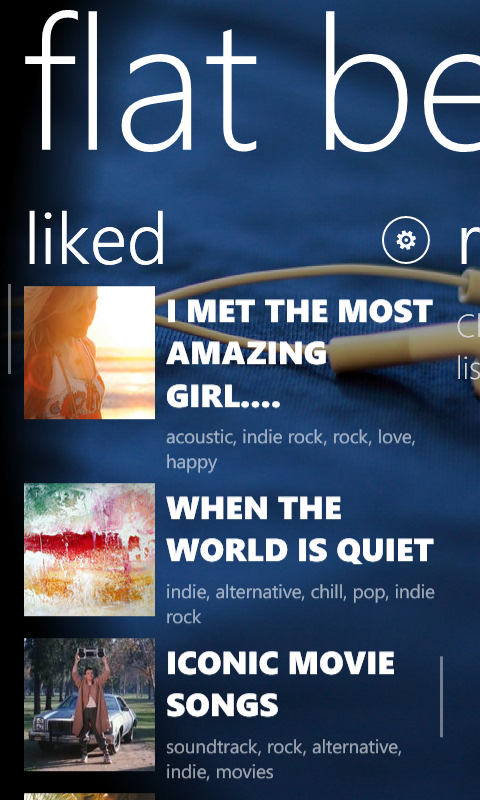 flat be
liked
r
I MET THE MOST
AMAZING
GIRL....
Cl
lis
acoustic, indie rock, rock, love,
happy
WHEN THE
WORLD IS QUIET
indie, alternative, chill, pop, indie
rock
ICONIC MOVIE
SONGS
soundtrack, rock, alternative,
indie, movies